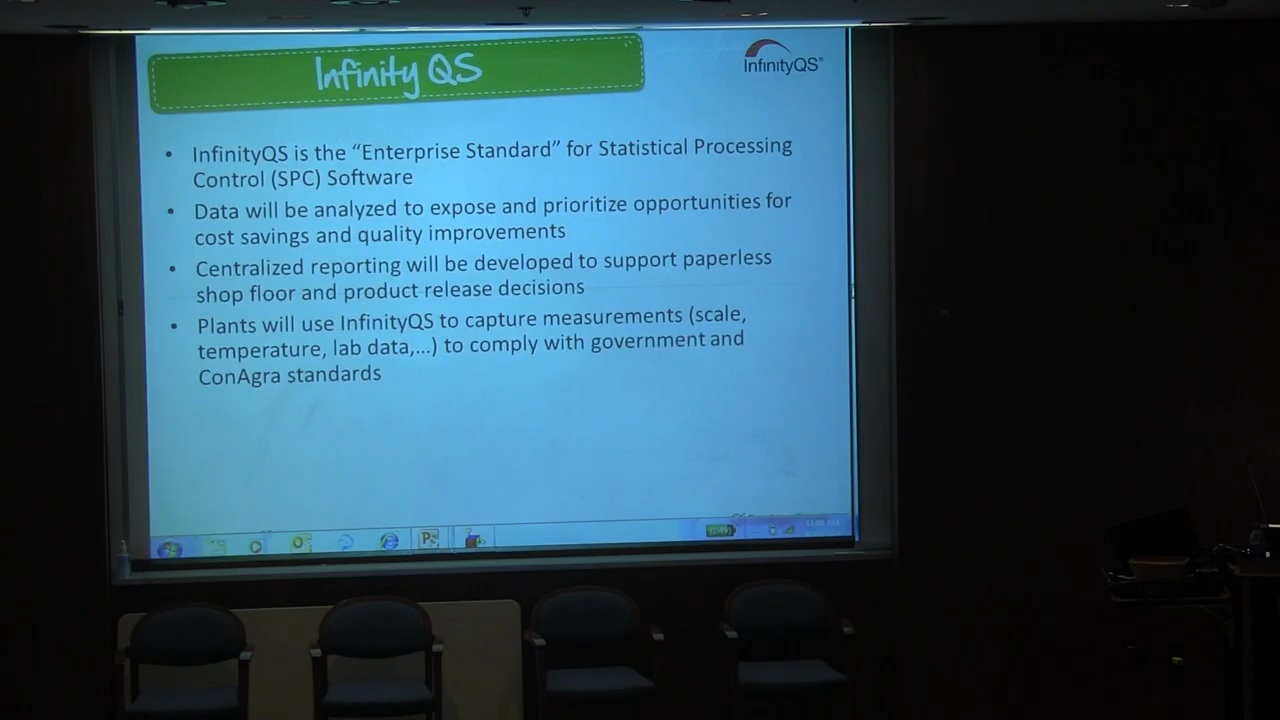 Infinity QS
InfinityQS®
• InfinityQS is the “Enterprise Standard” for Statistical Processing
Control (SPC) Software
• Data will be analyzed to expose and prioritize opportunities for
cost savings and quality improvements
• Centralized reporting will be developed to support paperless
shop floor and product release decisions
• Plants will use InfinityQS to capture measurements (scale,
temperature, lab data,...) to comply with government and
ConAgra standards